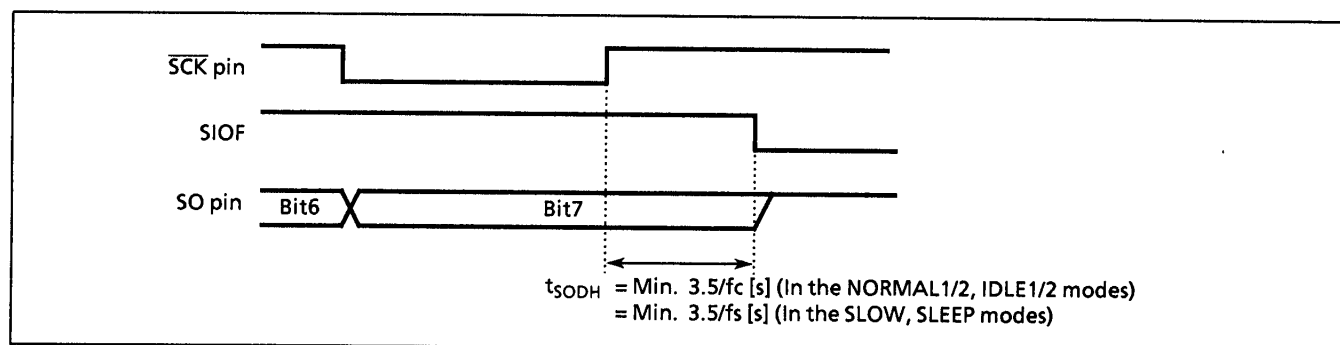 SCK pin
SIOF
SO pin
Bit6
Bit7
tSODH = Min. 3.5/fc [s] (In the NORMAL1/2, IDLE1/2 modes)
= Min. 3.5/fs [s] (In the SLOW, SLEEP modes)